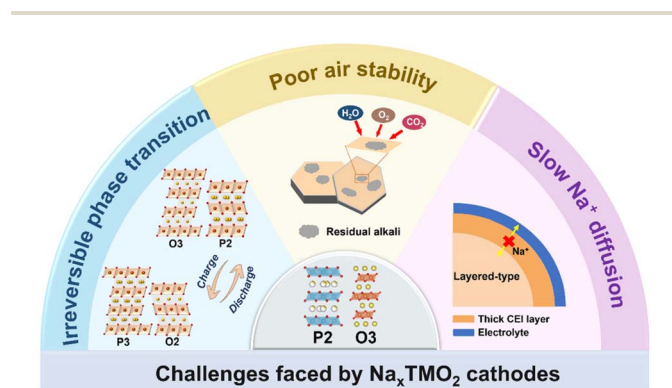 Poor air stability
Irreversible phase transition
Slow Na⁺ diffusion
H₂O
O₂
CO₂
Residual alkali
O3
P2
P3
O2
Charge
Discharge
Na⁺
Layered-type
Thick CEI layer
Electrolyte
P2
O3
Challenges faced by NaₓTMO₂ cathodes